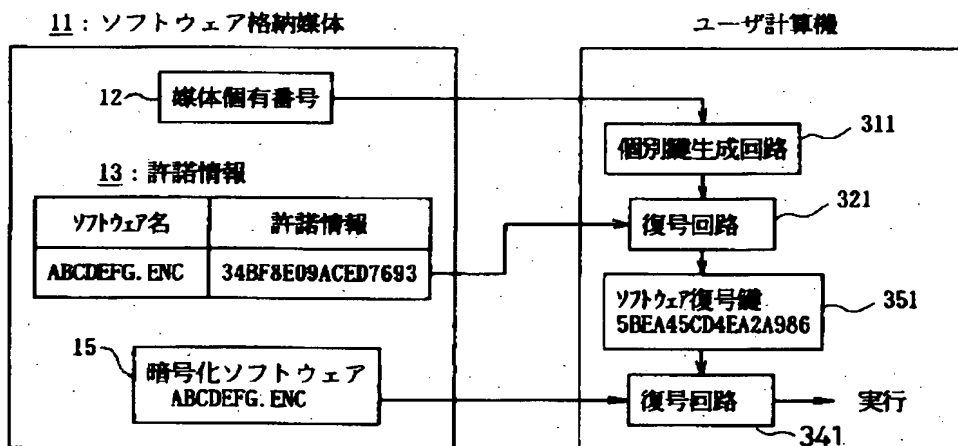 11：ソフトウェア格納媒体
12
媒体個有番号
13：許諾情報
ソフトウェア名
許諾情報
ABCDEFG.ENC
34BF8E09ACED7693
15
暗号化ソフトウェア
ABCDEFG.ENC
ユーザ計算機
個別鍵生成回路
311
復号回路
321
ソフトウェア復号鍵
5BEA45CD4EA2A986
351
復号回路
341
実行